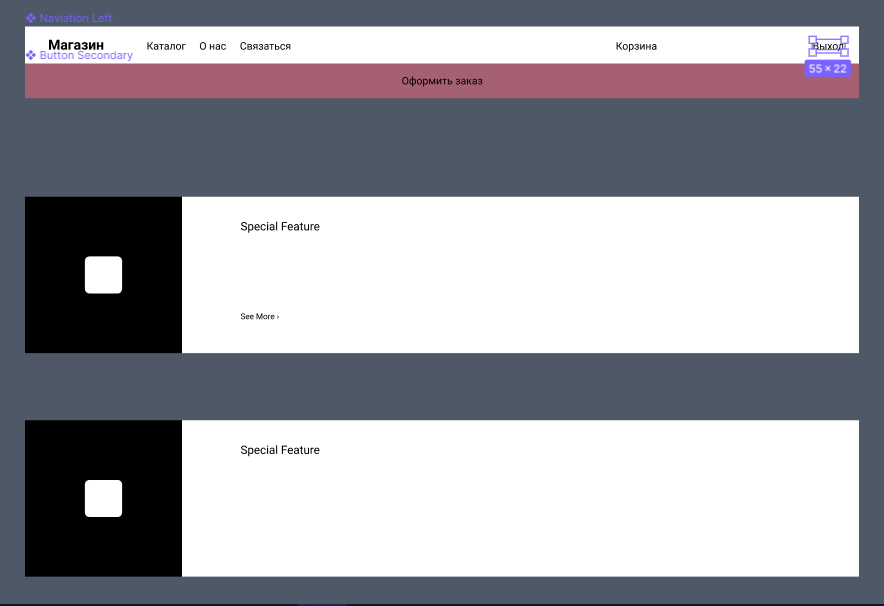 Naviation Left
Магазин Каталог О нас Связаться Корзина Выход
Button Secondary
55 × 22
Оформить заказ
Special Feature
See More ›
Special Feature